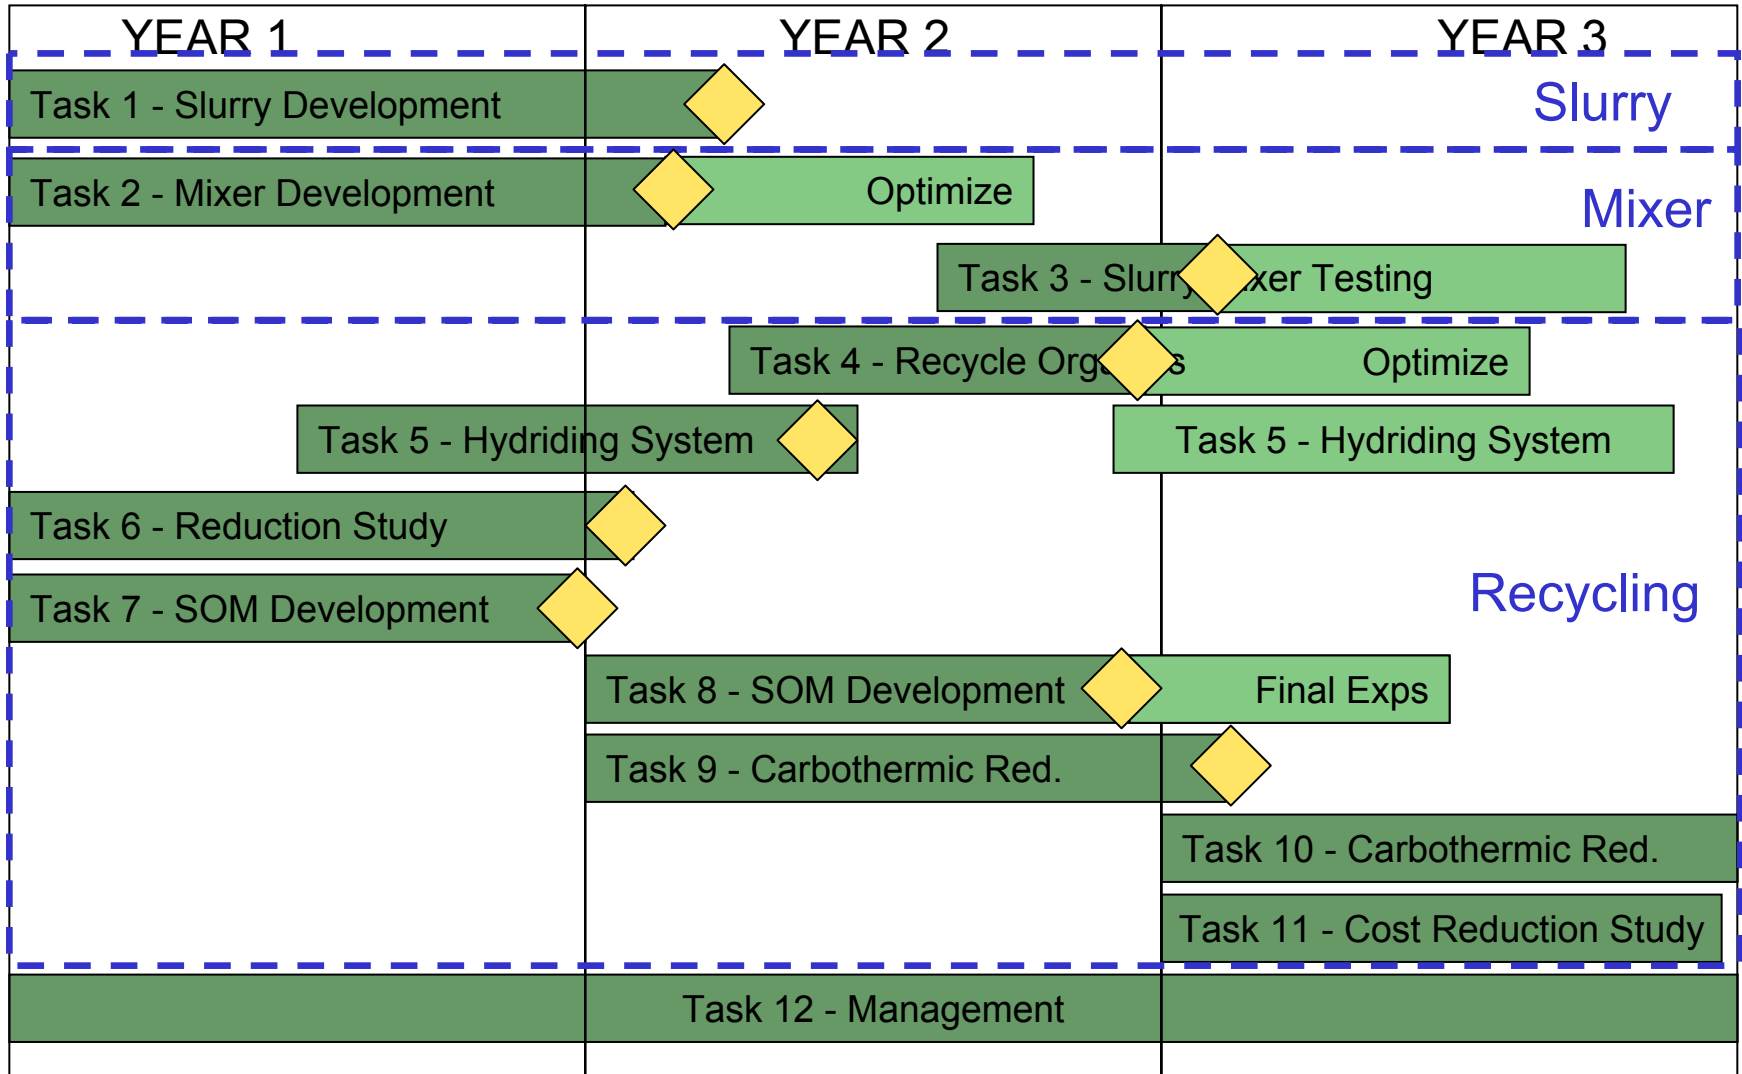 YEAR 1
YEAR 2
YEAR 3
Task 1 - Slurry Development
Slurry
Task 2 - Mixer Development
Optimize
Mixer
Task 3 - Slurry xer Testing
Task 4 - Recycle Org s
Optimize
Task 5 - Hydriding System
Task 5 - Hydriding System
Task 6 - Reduction Study
Task 7 - SOM Development
Recycling
Task 8 - SOM Development
Final Exps
Task 9 - Carbothermic Red.
Task 10 - Carbothermic Red.
Task 11 - Cost Reduction Study
Task 12 - Management